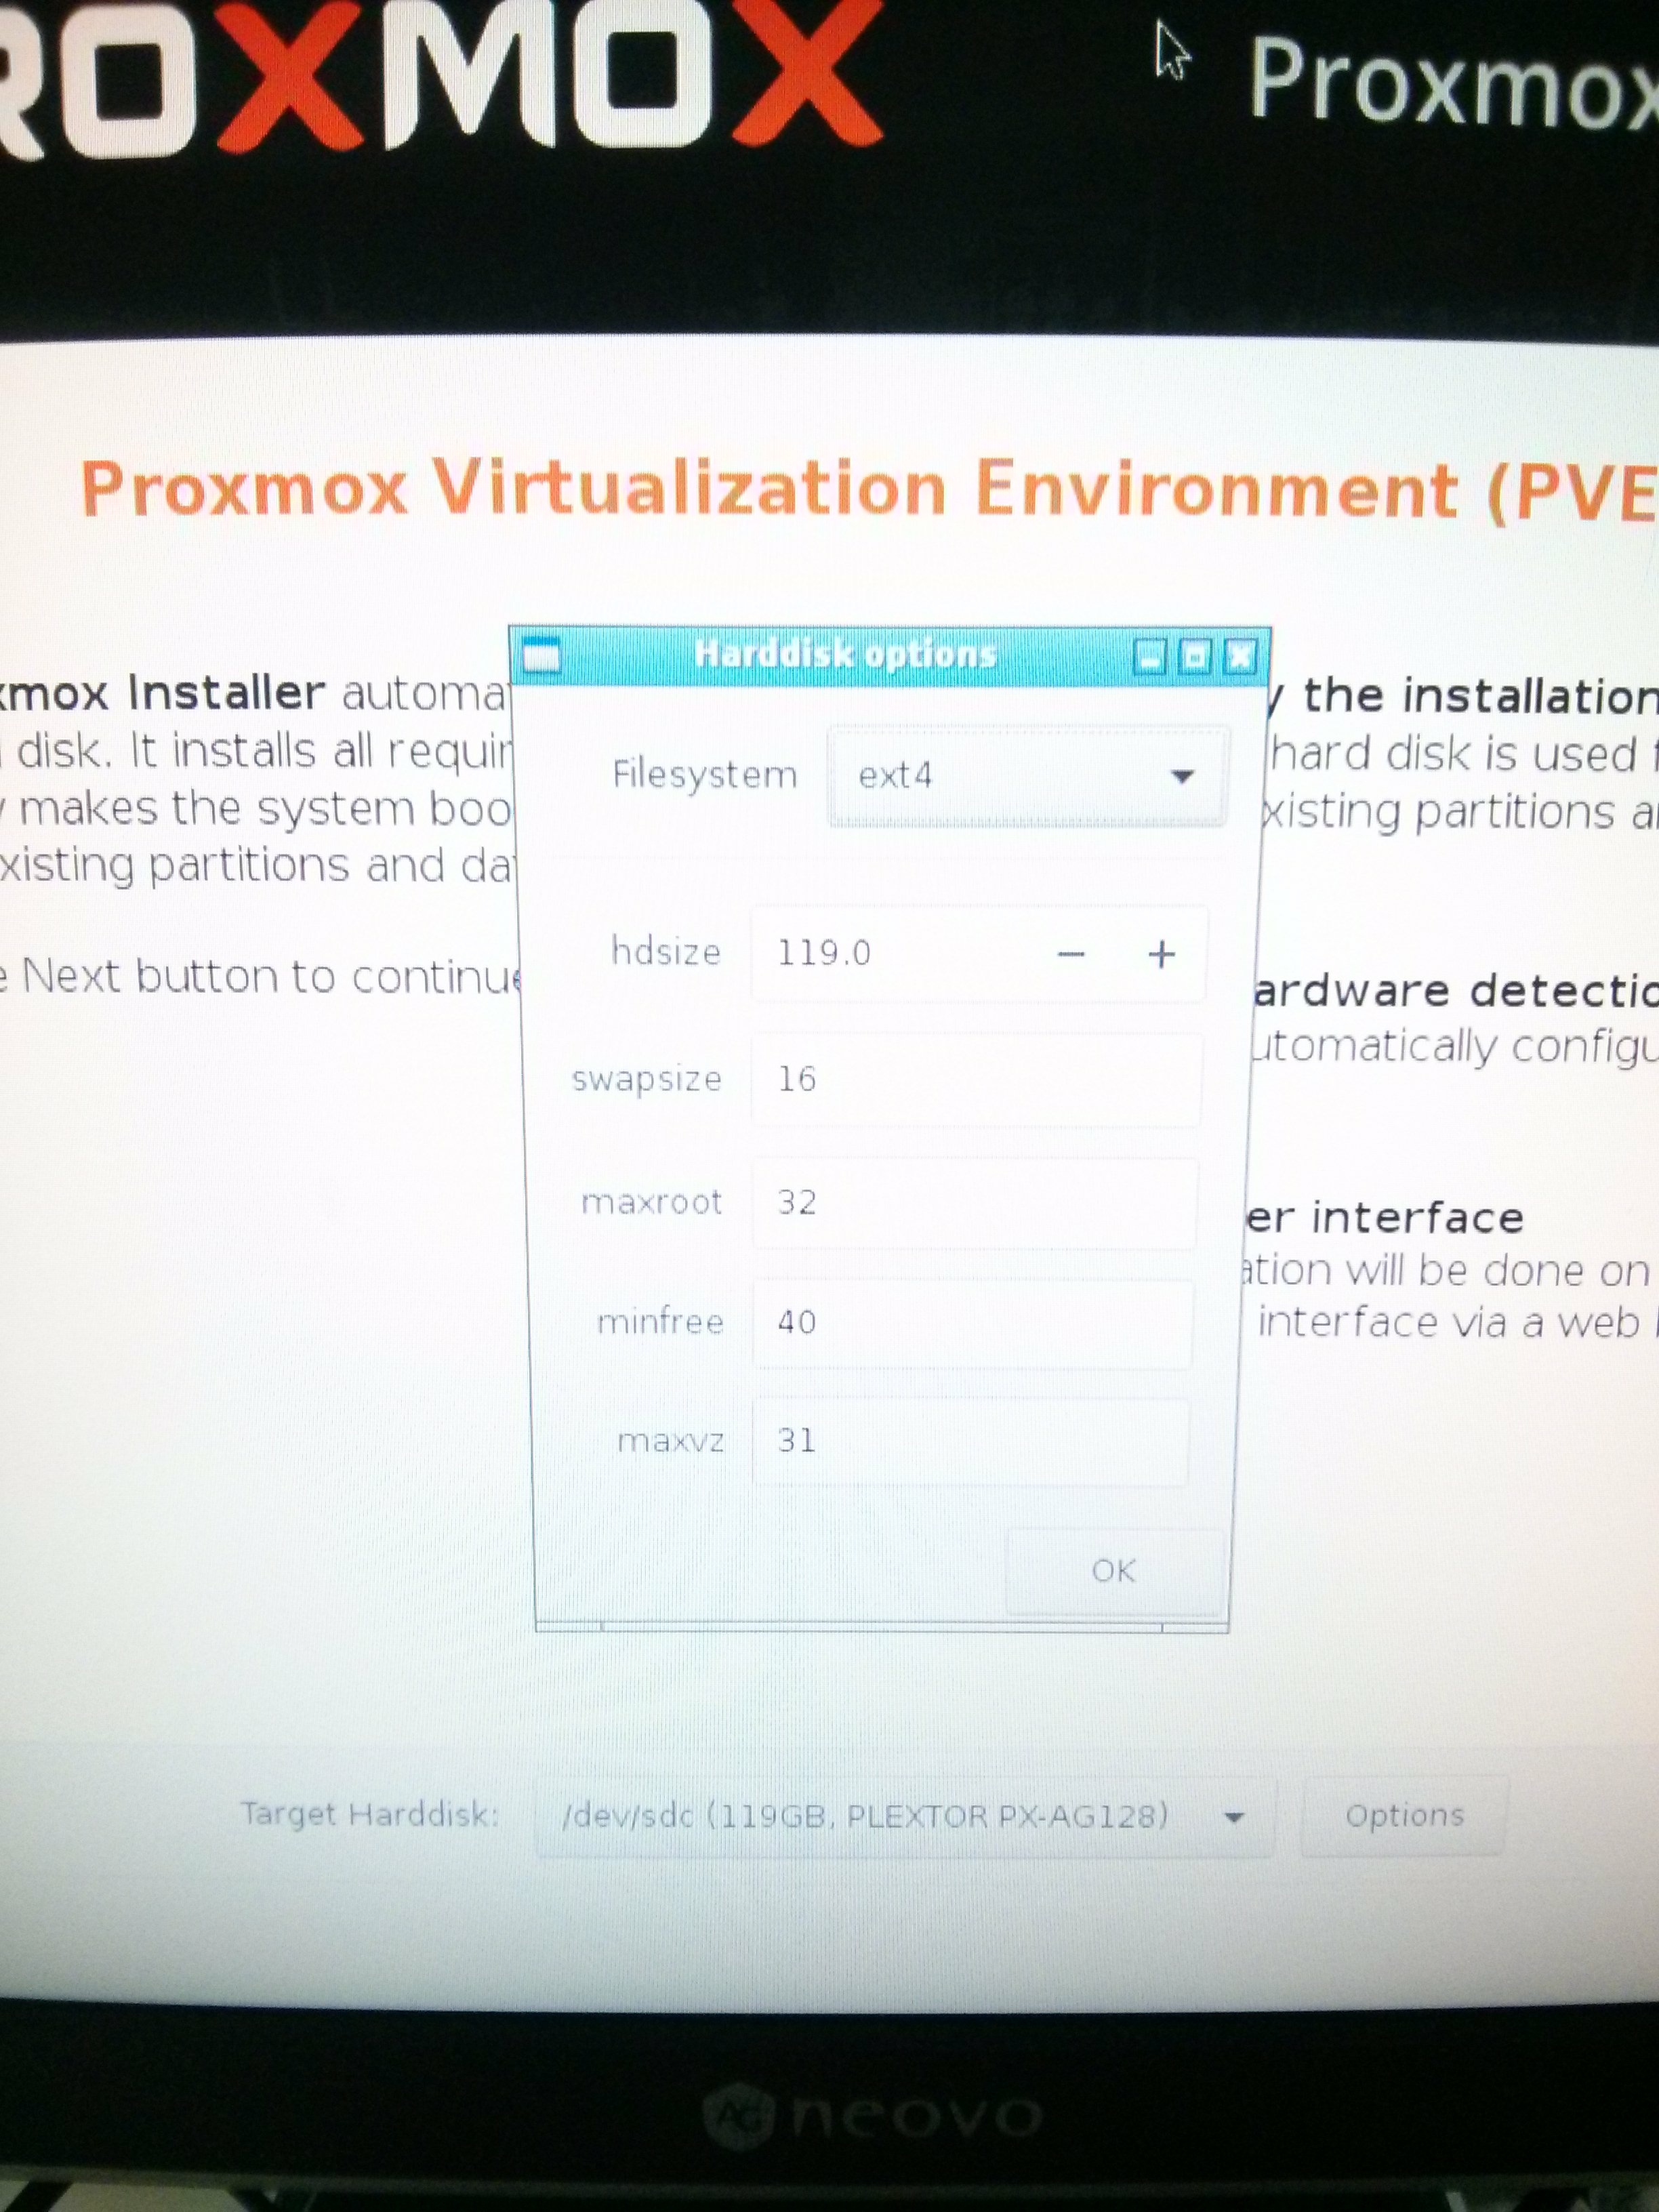 ROXMOX
Proxmox
Proxmox Virtualization Environment (PVE
Harddisk options
xmox Installer automa
disk. It installs all requir
makes the system boo
xisting partitions and da
e Next button to continue
y the installation
hard disk is used f
xisting partitions a
ardware detectio
utomatically configu
er interface
ation will be done on
interface via a web
Filesystem ext4
hdsize 119.0 − +
swapsize 16
maxroot 32
minfree 40
maxvz 31
OK
Target Harddisk: /dev/sdc (119GB, PLEXTOR PX-AG128) Options
AG neovo